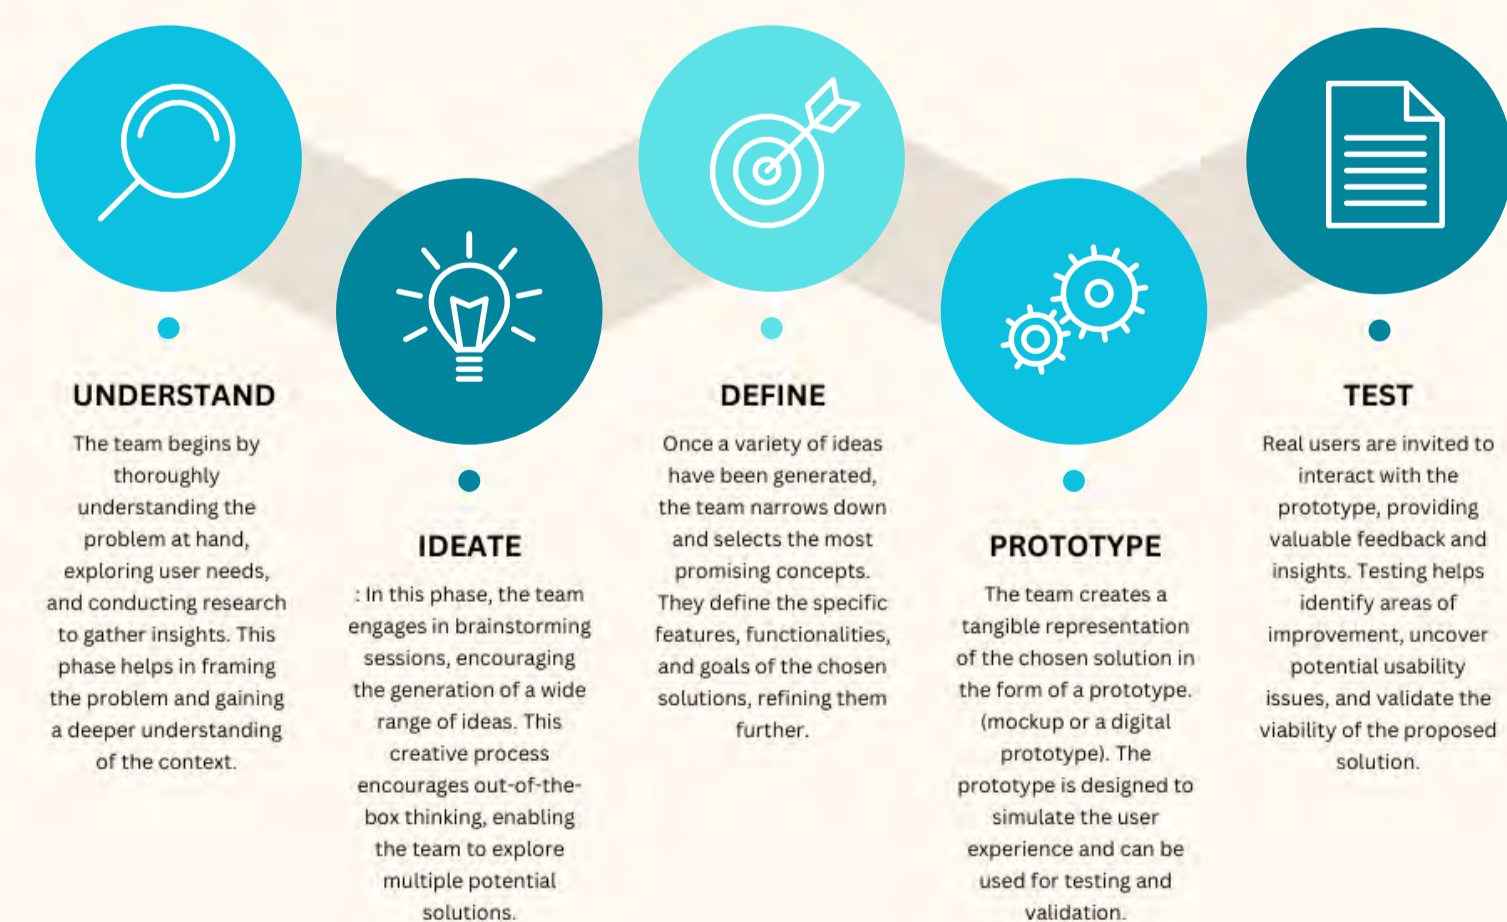 UNDERSTAND
The team begins by
thoroughly
understanding the
problem at hand,
exploring user needs,
and conducting research
to gather insights. This
phase helps in framing
the problem and gaining
a deeper understanding
of the context.
IDEATE
: In this phase, the team
engages in brainstorming
sessions, encouraging
the generation of a wide
range of ideas. This
creative process
encourages out-of-the-
box thinking, enabling
the team to explore
multiple potential
solutions.
DEFINE
Once a variety of ideas
have been generated,
the team narrows down
and selects the most
promising concepts.
They define the specific
features, functionalities,
and goals of the chosen
solutions, refining them
further.
PROTOTYPE
The team creates a
tangible representation
of the chosen solution in
the form of a prototype.
(mockup or a digital
prototype). The
prototype is designed to
simulate the user
experience and can be
used for testing and
validation.
TEST
Real users are invited to
interact with the
prototype, providing
valuable feedback and
insights. Testing helps
identify areas of
improvement, uncover
potential usability
issues, and validate the
viability of the proposed
solution.